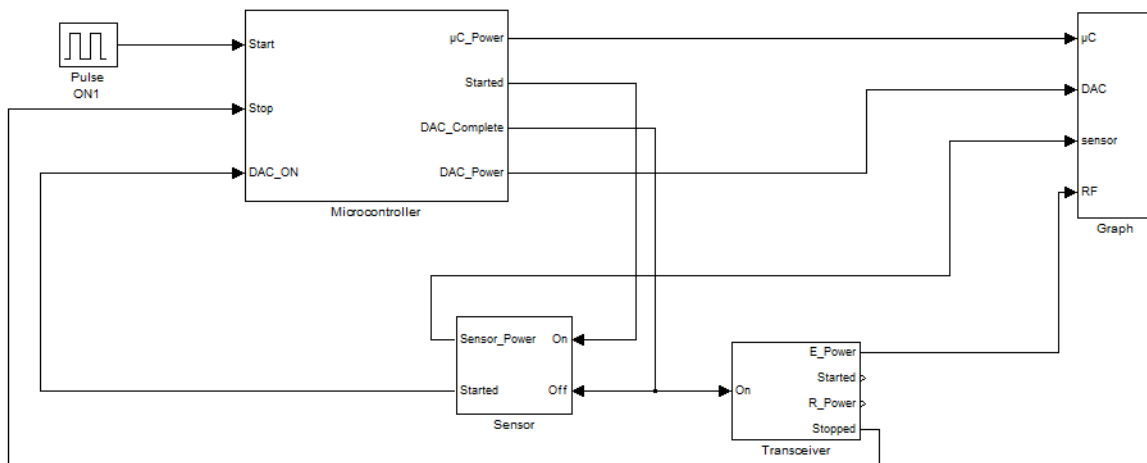 Pulse
ON1
Start
Stop
DAC_ON
µC_Power
Started
DAC_Complete
DAC_Power
Microcontroller
µC
DAC
sensor
RF
Graph
Sensor_Power
On
Started
Off
Sensor
On
E_Power
Started
R_Power
Stopped
Transceiver